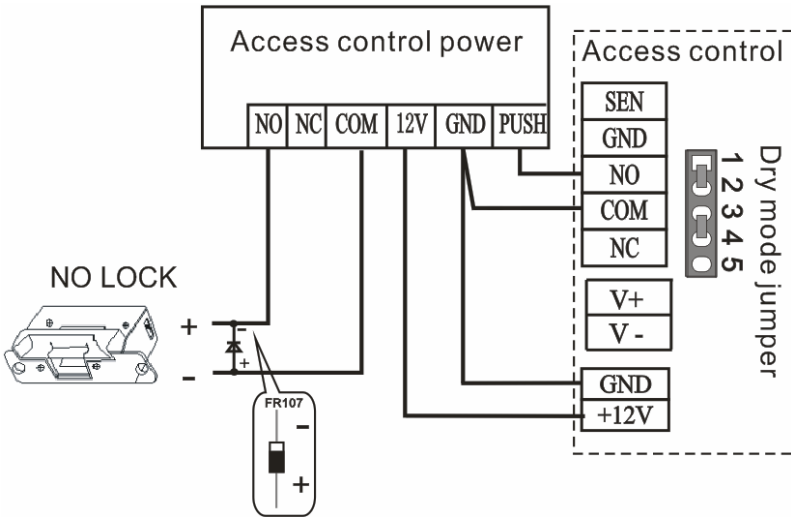 Access control power
NO NC COM 12V GND PUSH
Access control
SEN
GND
NO
COM
NC
V+
V -
GND
+12V
1 2 3 4 5
Dry mode jumper
NO LOCK
+
-
-
+
FR107
-
+